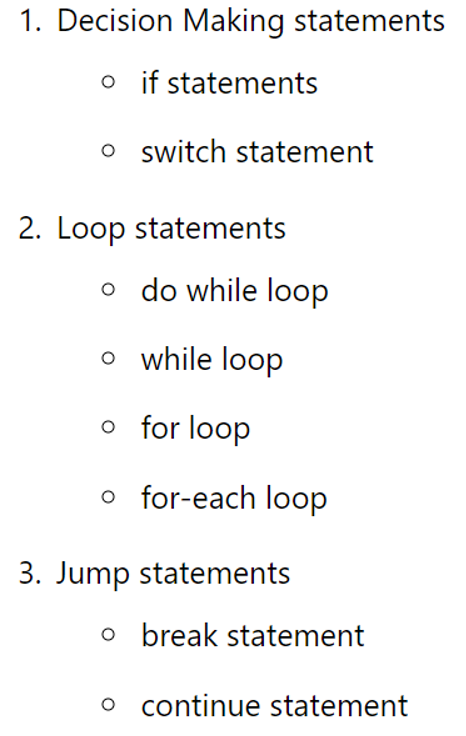 1. Decision Making statements
○ if statements
○ switch statement
2. Loop statements
○ do while loop
○ while loop
○ for loop
○ for-each loop
3. Jump statements
○ break statement
○ continue statement